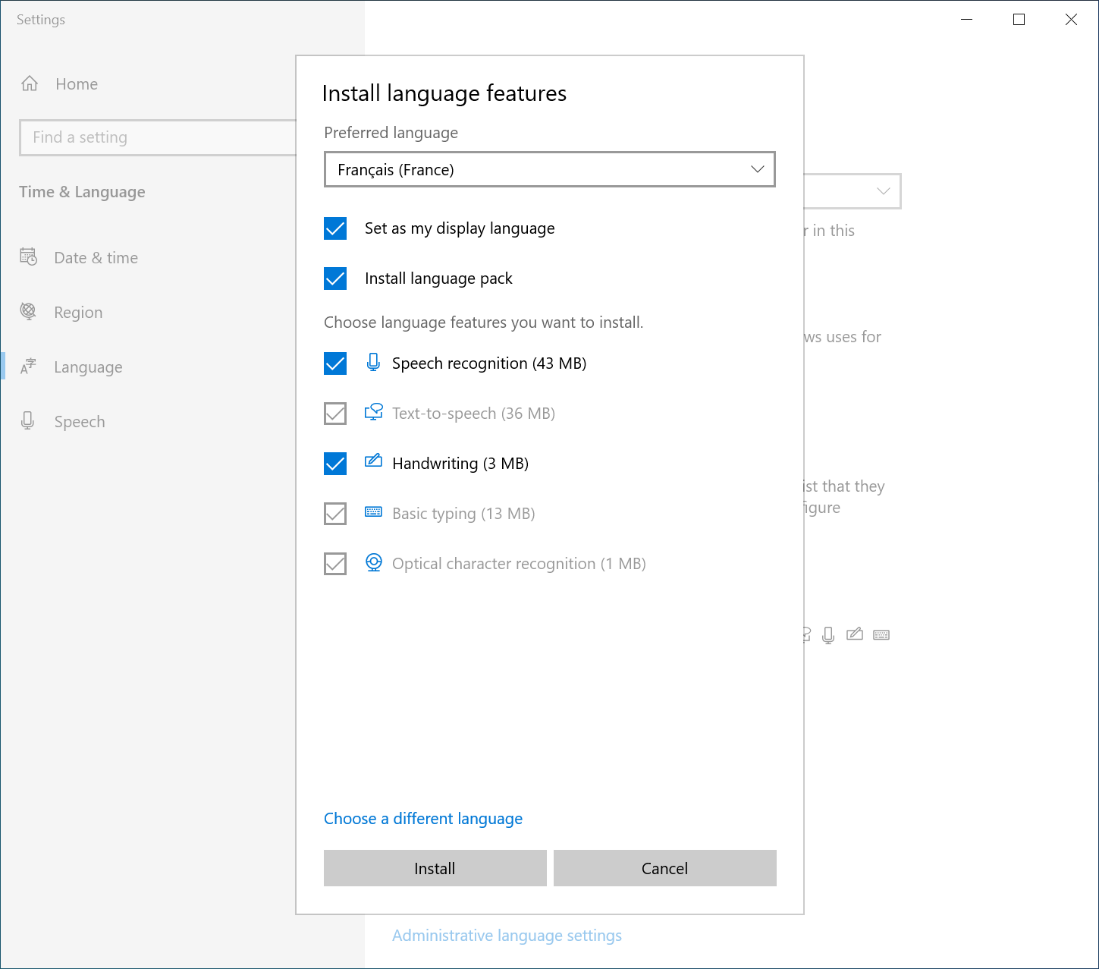 Settings
Home
Find a setting
Time & Language
Date & time
Region
Language
Speech
Install language features
Preferred language
Français (France)
Set as my display language
Install language pack
Choose language features you want to install.
Speech recognition (43 MB)
Text-to-speech (36 MB)
Handwriting (3 MB)
Basic typing (13 MB)
Optical character recognition (1 MB)
Choose a different language
Install
Cancel
r in this
ws uses for
ist that they
igure
Administrative language settings